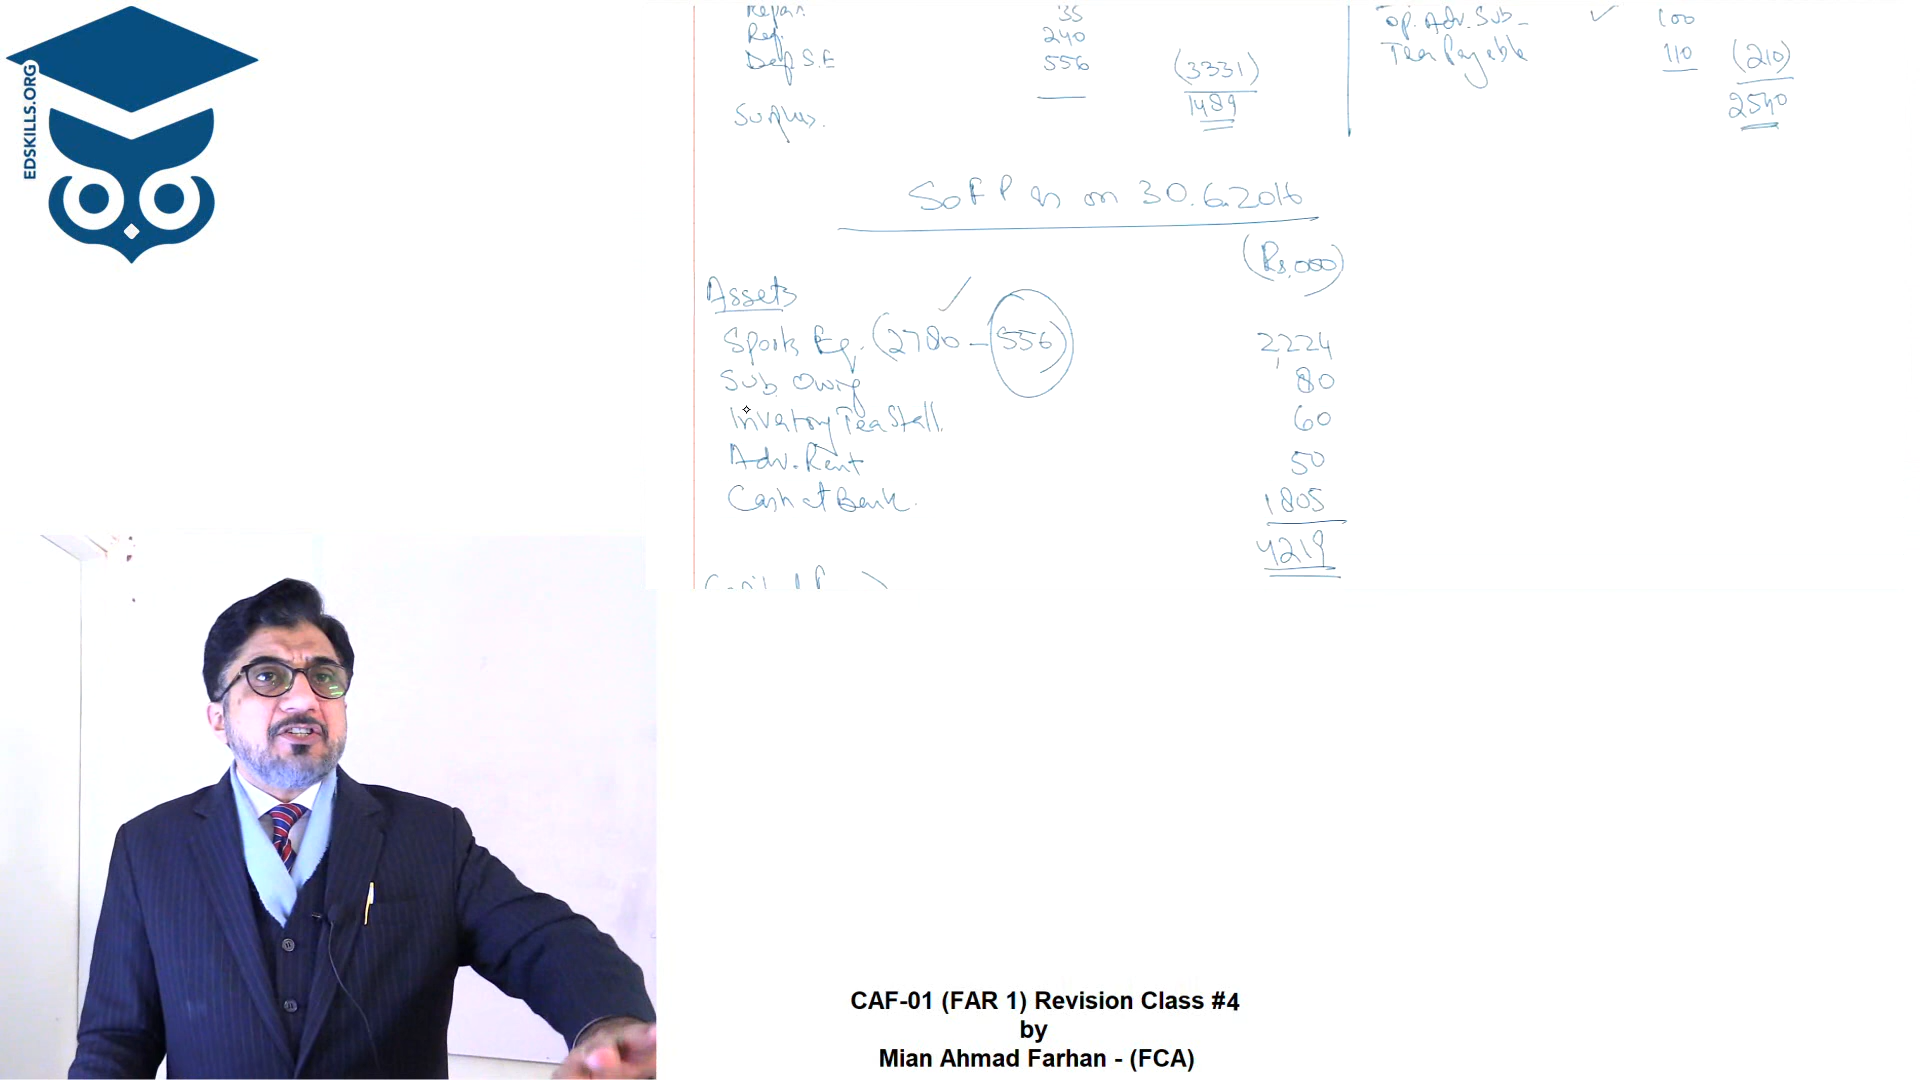 EDSKILLS.ORG
Repair. 35
Ref. 240
Dep S.E 556 (3331)
Surplus. 1489
Op. Adv. Sub - ✓ 100
Tea Payable 110 (210)
2540
SoFP as on 30.6.2016
(Rs.000)
Assets
Sports Eq. (2780 - 556) 2,224
Sub Owing 80
Inventory Tea Stall 60
Adv. Rent 50
Cash at Bank. 1805
4219
CAF-01 (FAR 1) Revision Class #4
by
Mian Ahmad Farhan - (FCA)